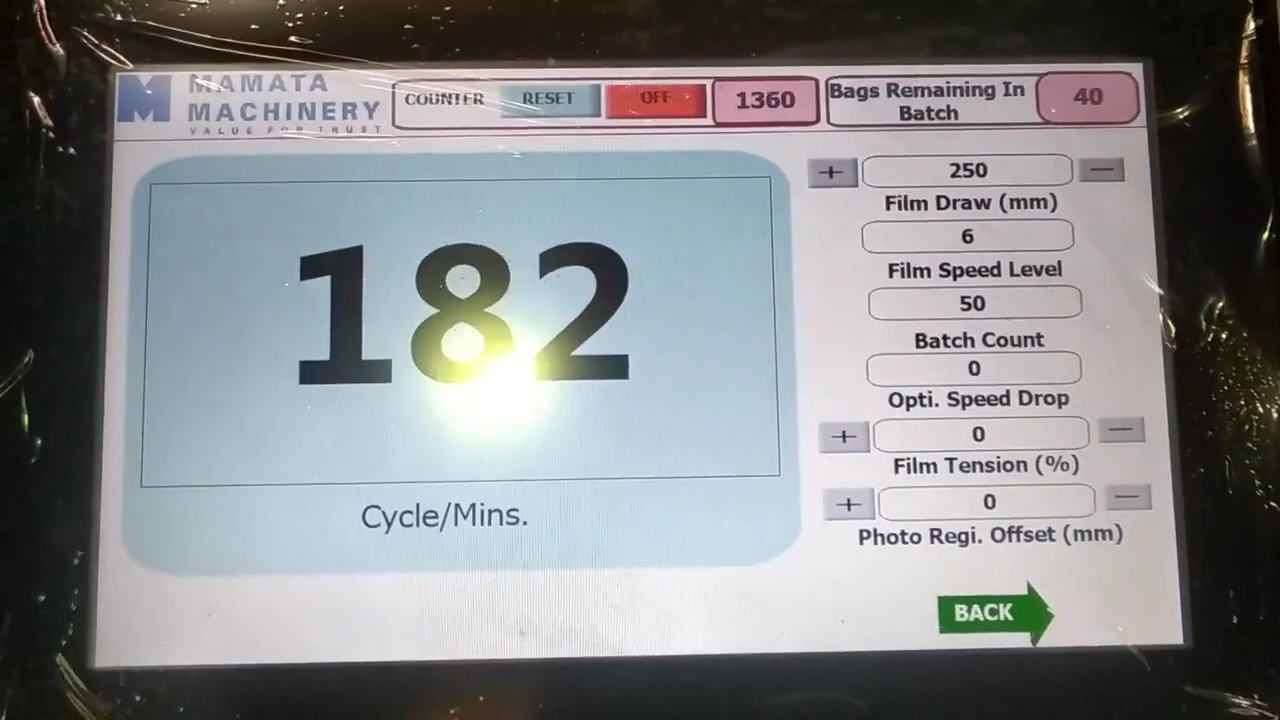 MAMATA
MACHINERY
VALUE FOR TRUST
COUNTER RESET OFF 1360
Bags Remaining In
Batch
40
182
Cycle/Mins.
+ 250 —
Film Draw (mm)
6
Film Speed Level
50
Batch Count
0
Opti. Speed Drop
+ 0 —
Film Tension (%)
+ 0 —
Photo Regi. Offset (mm)
BACK